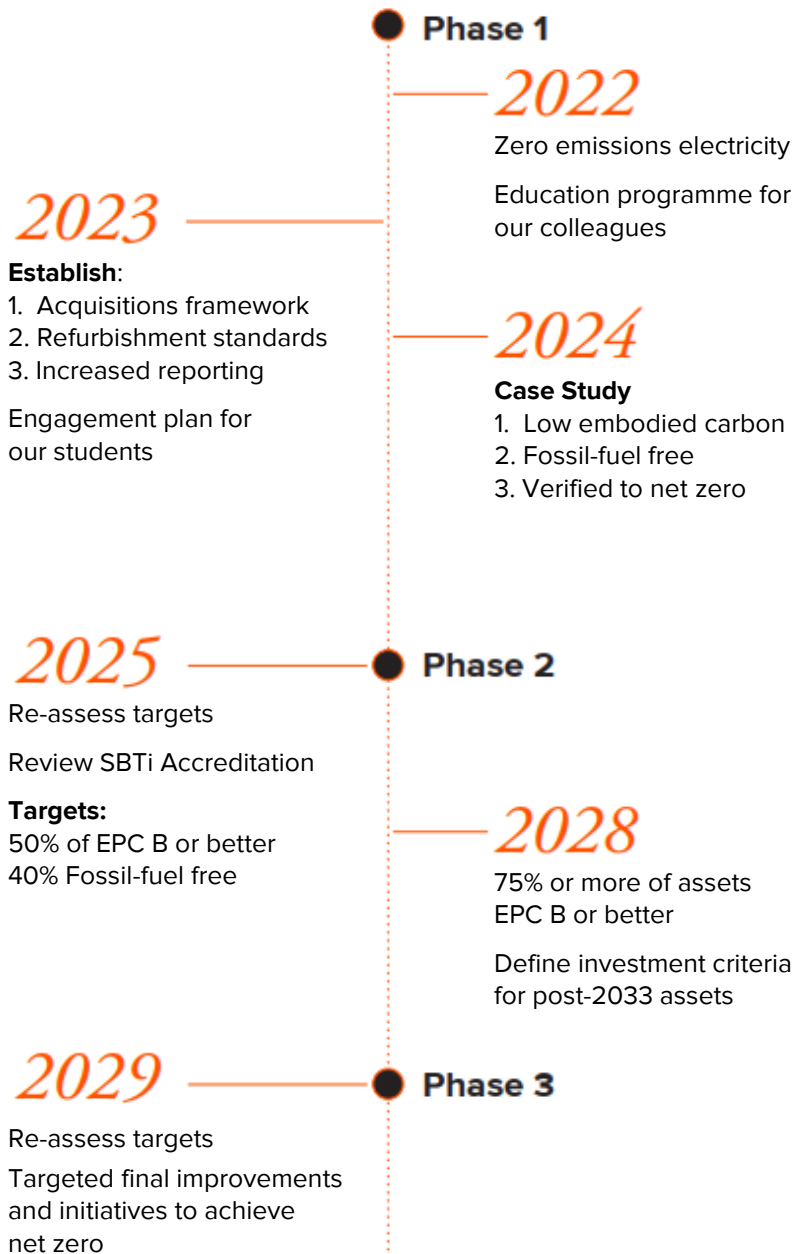 Phase 1
2022
Zero emissions electricity
Education programme for
our colleagues
2023
Establish:
1. Acquisitions framework
2. Refurbishment standards
3. Increased reporting
Engagement plan for
our students
2024
Case Study
1. Low embodied carbon
2. Fossil-fuel free
3. Verified to net zero
2025
Phase 2
Re-assess targets
Review SBTi Accreditation
Targets:
50% of EPC B or better
40% Fossil-fuel free
2028
75% or more of assets
EPC B or better
Define investment criteria
for post-2033 assets
2029
Phase 3
Re-assess targets
Targeted final improvements
and initiatives to achieve
net zero